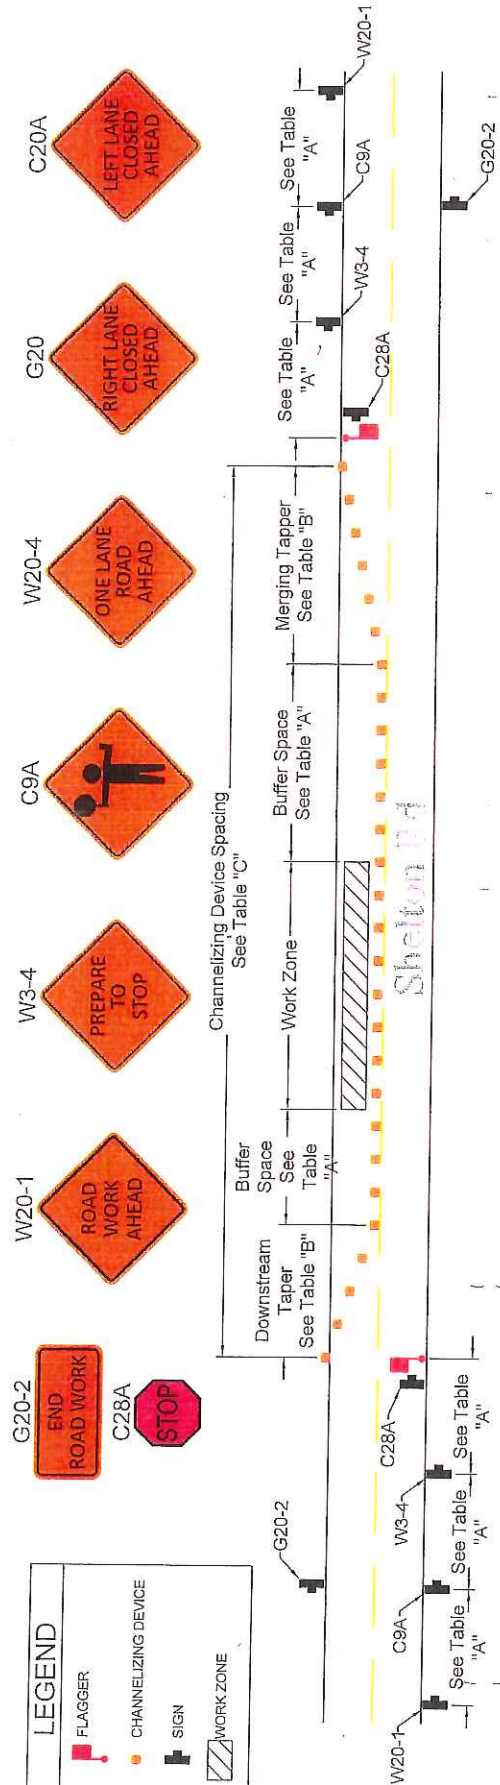 LEGEND
FLAGGER
CHANNELIZING DEVICE
SIGN
WORK ZONE
G20-2
END
ROAD WORK
C28A
STOP
W20-1
ROAD
WORK
AHEAD
W3-4
PREPARE
TO
STOP
C9A
W20-4
ONE LANE
ROAD
AHEAD
G20
RIGHT LANE
CLOSED
AHEAD
C20A
LEFT LANE
CLOSED
AHEAD
Channelizing Device Spacing
See Table "C"
Downstream
Taper
See Table "B"
Buffer
Space
See
Table
"A"
Work Zone
Buffer Space
See Table "A"
Merging Tapper
See Table "B"
See Table
"A"
See Table
"A"
See Table
"A"
C28A
W3-4
C9A
W20-1
G20-2
G20-2
Shelton Rd
W20-1
C9A
W3-4
C28A
See Table
"A"
See Table
"A"
See Table
"A"